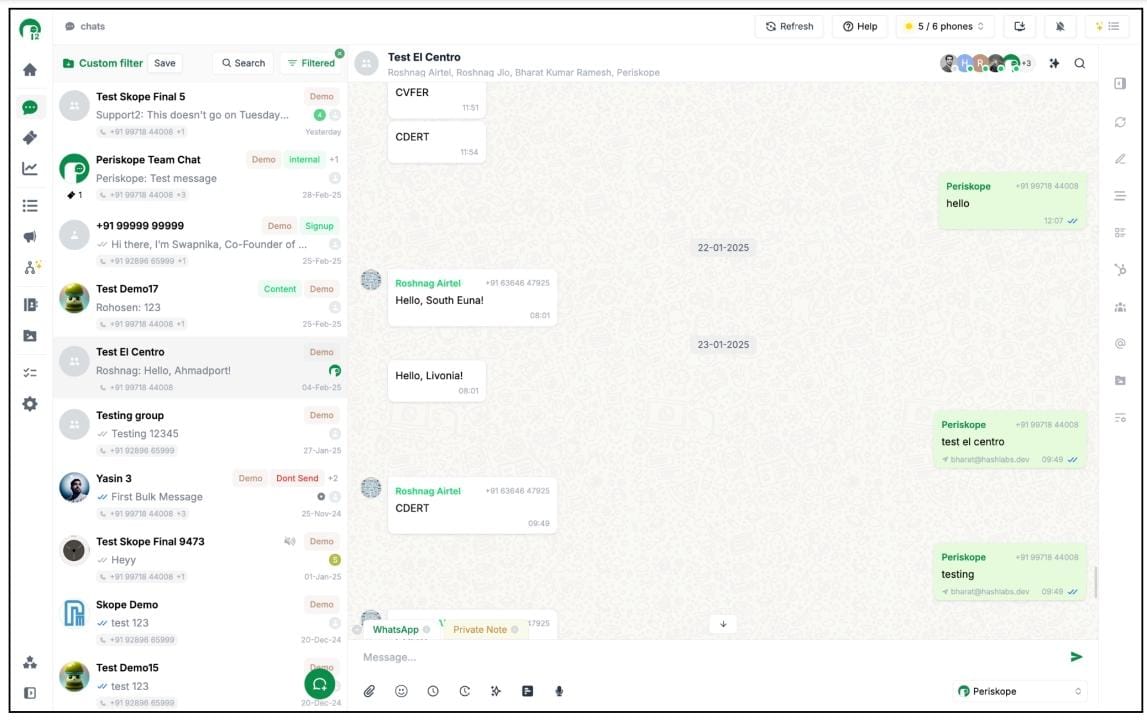 12
chats
Refresh
Help
5 / 6 phones
Custom filter
Save
Search
Filtered
Test Skope Final 5
Demo
Support2: This doesn't go on Tuesday...
4
+91 99718 44008 +1
Yesterday
Periskope Team Chat
Demo
internal
+1
Periskope: Test message
1
+91 99718 44008 +3
28-Feb-25
+91 99999 99999
Demo
Signup
Hi there, I'm Swapnika, Co-Founder of ...
+91 92896 65999 +1
25-Feb-25
Test Demo17
Content
Demo
Rohosen: 123
+91 99718 44008 +1
25-Feb-25
Test El Centro
Demo
Roshnag: Hello, Ahmadport!
+91 99718 44008
04-Feb-25
Testing group
Demo
Testing 12345
+91 92896 65999
27-Jan-25
Yasin 3
Demo
Dont Send
+2
First Bulk Message
+91 99718 44008 +3
25-Nov-24
Test Skope Final 9473
Demo
Heyy
5
+91 99718 44008 +1
01-Jan-25
Skope Demo
Demo
test 123
+91 92896 65999
20-Dec-24
Test Demo15
Demo
test 123
+91 92896 65999
20-Dec-24
Test El Centro
Roshnag Airtel, Roshnag Jio, Bharat Kumar Ramesh, Periskope
H
R
+3
CVFER
11:51
CDERT
11:54
Periskope
+91 99718 44008
hello
12:07
22-01-2025
Roshnag Airtel
+91 63646 47925
Hello, South Euna!
08:01
23-01-2025
Hello, Livonia!
08:01
Periskope
+91 99718 44008
test el centro
bharat@hashlabs.dev
09:49
Roshnag Airtel
+91 63646 47925
CDERT
09:49
Periskope
+91 99718 44008
testing
bharat@hashlabs.dev
09:49
47925
WhatsApp
Private Note
Message...
Periskope